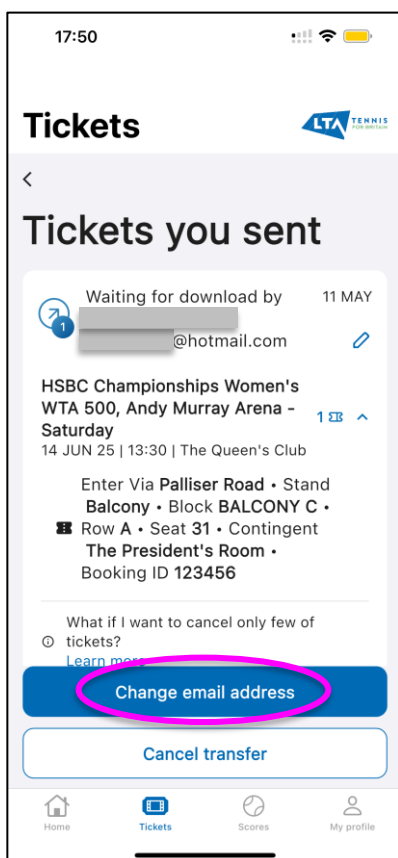 17:50
Tickets
LTA TENNIS
FOR BRITAIN
Tickets you sent
Waiting for download by
11 MAY
1
@hotmail.com
HSBC Championships Women's
WTA 500, Andy Murray Arena -
Saturday
1
14 JUN 25 | 13:30 | The Queen's Club
Enter Via Palliser Road • Stand
Balcony • Block BALCONY C •
Row A • Seat 31 • Contingent
The President's Room •
Booking ID 123456
What if I want to cancel only few of
tickets?
Learn more
Change email address
Cancel transfer
Home
Tickets
Scores
My profile